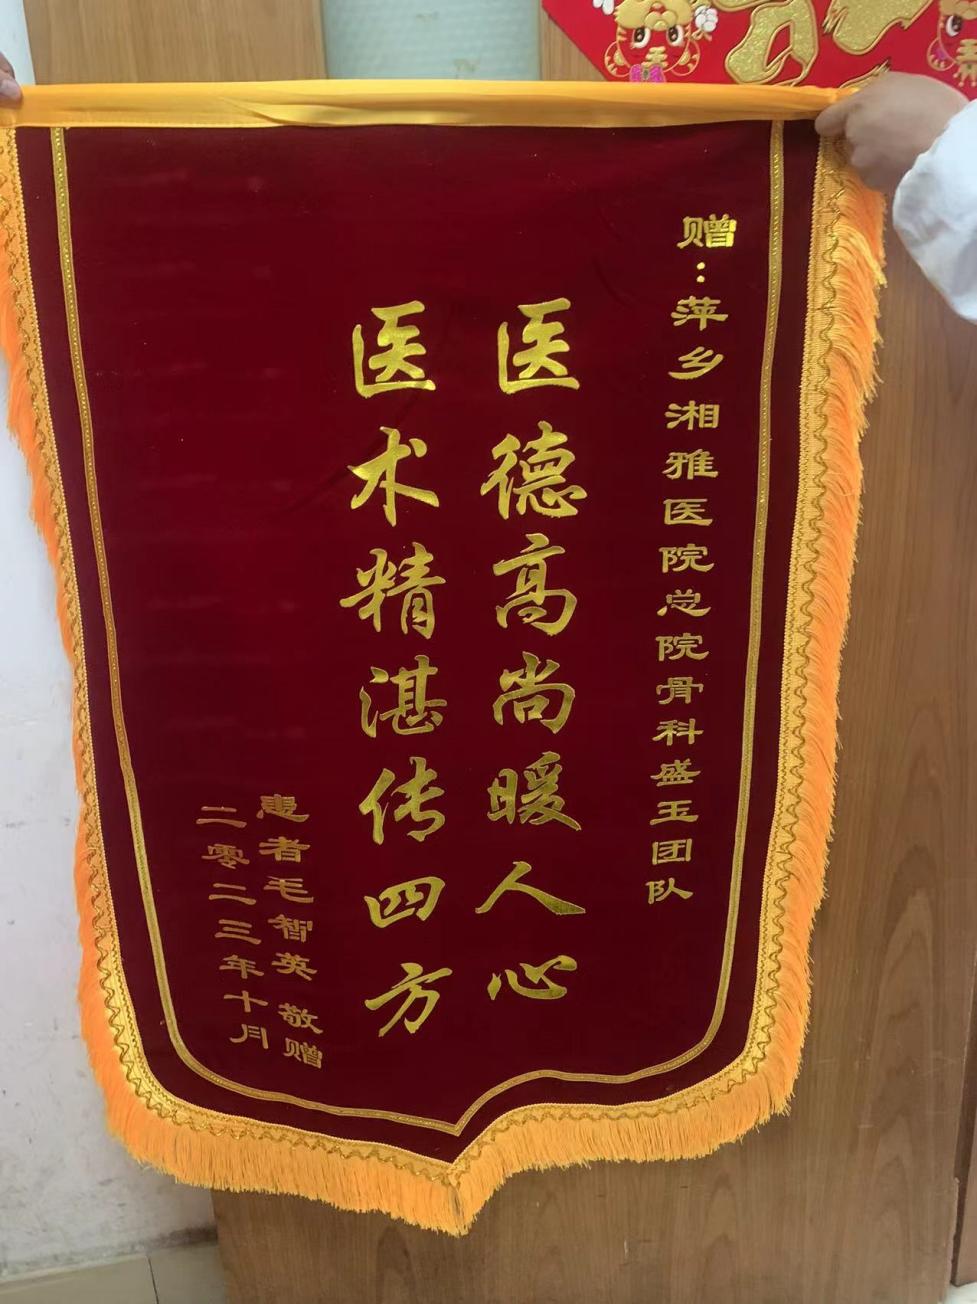 赠：萍乡湘雅医院总院骨科盛玉团队
医德高尚暖人心
医术精湛传四方
患者毛智英 敬赠
二零二三年十月